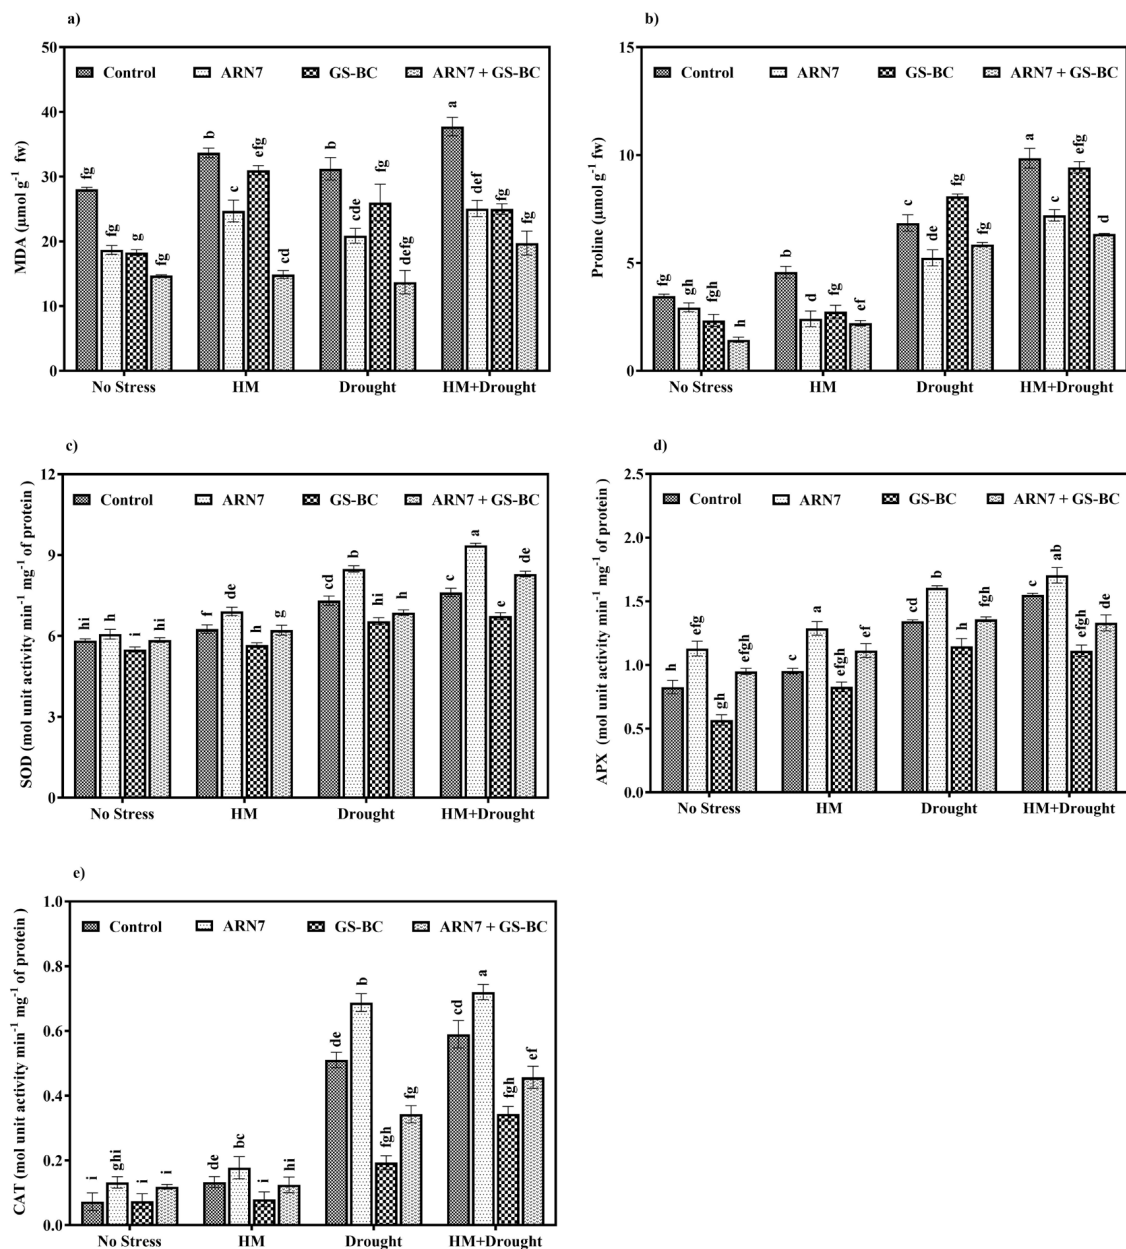 a)
50
40
30
20
10
0
MDA (µmol g⁻¹ fw)
Control ARN7 GS-BC ARN7 + GS-BC
fg fg g fg
b c efg cd
b cde fg defg
a def fg fg
No Stress HM Drought HM+Drought
b)
15
10
5
0
Proline (µmol g⁻¹ fw)
Control ARN7 GS-BC ARN7 + GS-BC
fg gh fgh h
b d fg ef
c de fg fg
a c efg d
No Stress HM Drought HM+Drought
c)
12
9
6
3
0
SOD (mol unit activity min⁻¹ mg⁻¹ of protein )
Control ARN7 GS-BC ARN7 + GS-BC
hi h i hi
f de h g
cd b hi h
c a e de
No Stress HM Drought HM+Drought
d)
2.5
2.0
1.5
1.0
0.5
0.0
APX (mol unit activity min⁻¹ mg⁻¹ of protein )
Control ARN7 GS-BC ARN7 + GS-BC
h efg gh efgh
c a efgh ef
cd b h fgh
c ab efgh de
No Stress HM Drought HM+Drought
e)
1.0
0.8
0.6
0.4
0.2
0.0
CAT (mol unit activity min⁻¹ mg⁻¹ of protein )
Control ARN7 GS-BC ARN7 + GS-BC
i ghi i i
de bc i hi
de b fgh fg
cd a fgh ef
No Stress HM Drought HM+Drought